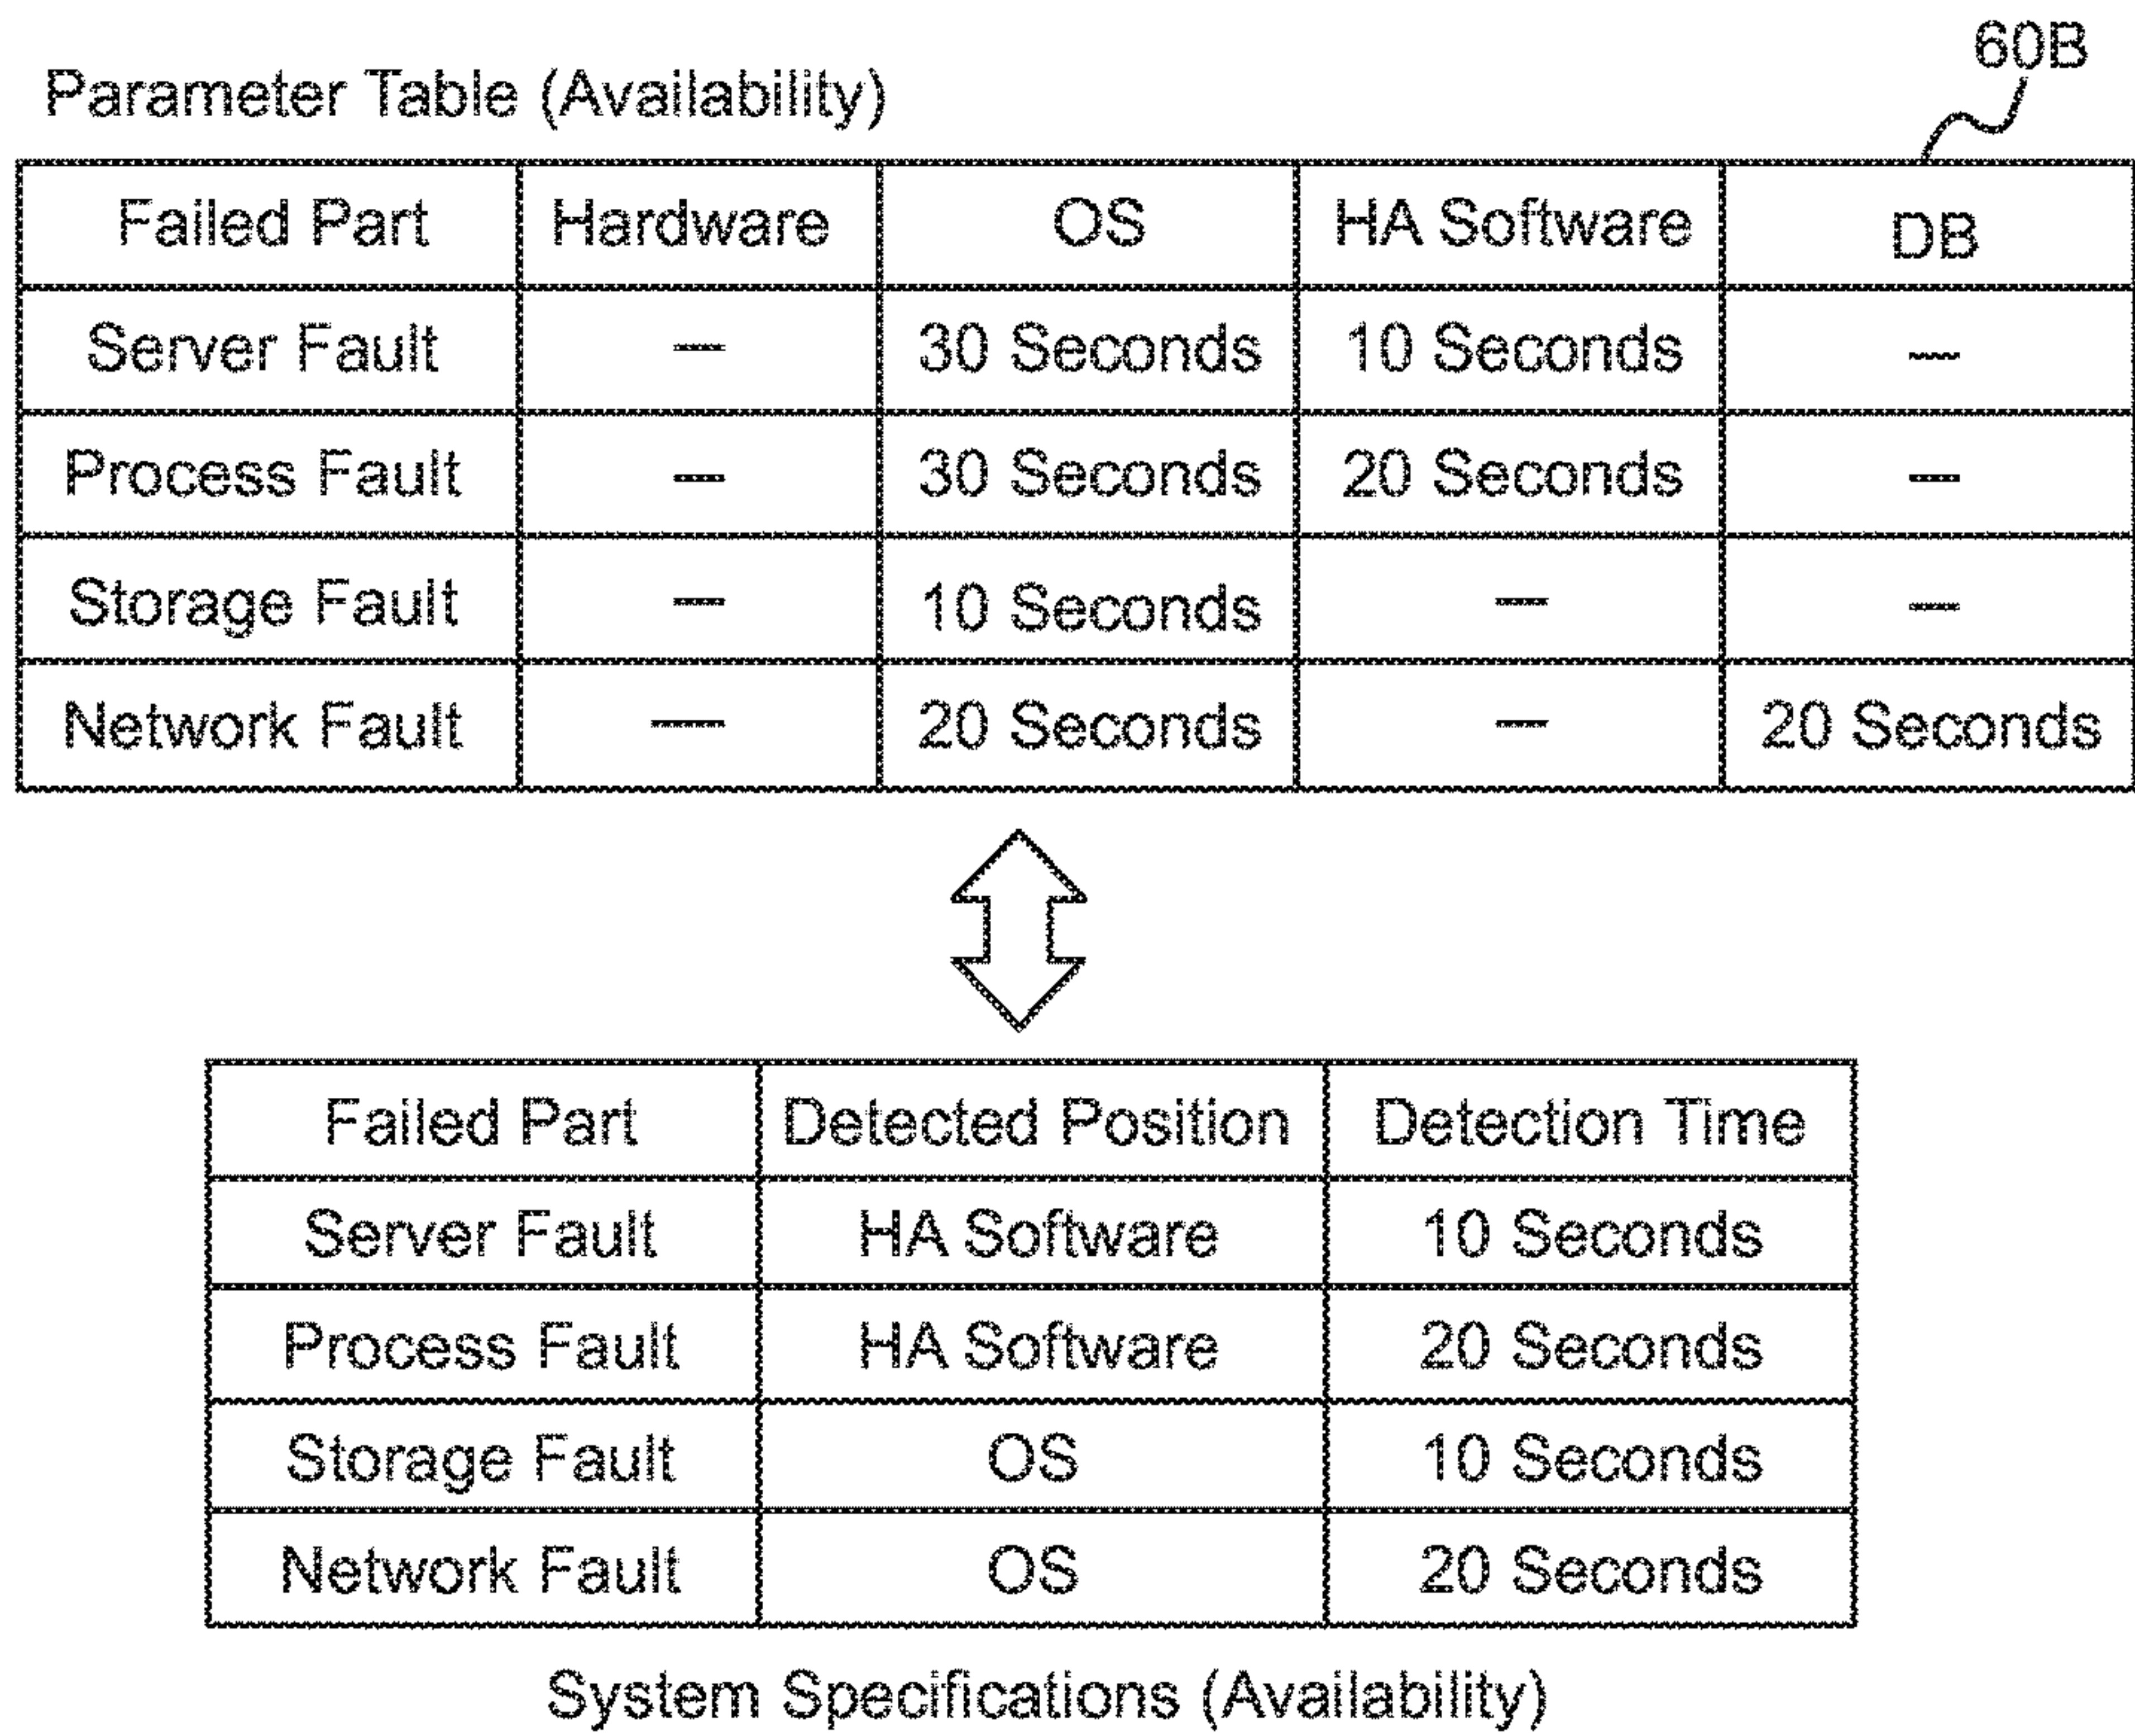 60B
Parameter Table (Availability)
Failed Part Hardware OS HA Software DB
Server Fault — 30 Seconds 10 Seconds —
Process Fault — 30 Seconds 20 Seconds —
Storage Fault — 10 Seconds — —
Network Fault — 20 Seconds — 20 Seconds
Failed Part Detected Position Detection Time
Server Fault HA Software 10 Seconds
Process Fault HA Software 20 Seconds
Storage Fault OS 10 Seconds
Network Fault OS 20 Seconds
System Specifications (Availability)